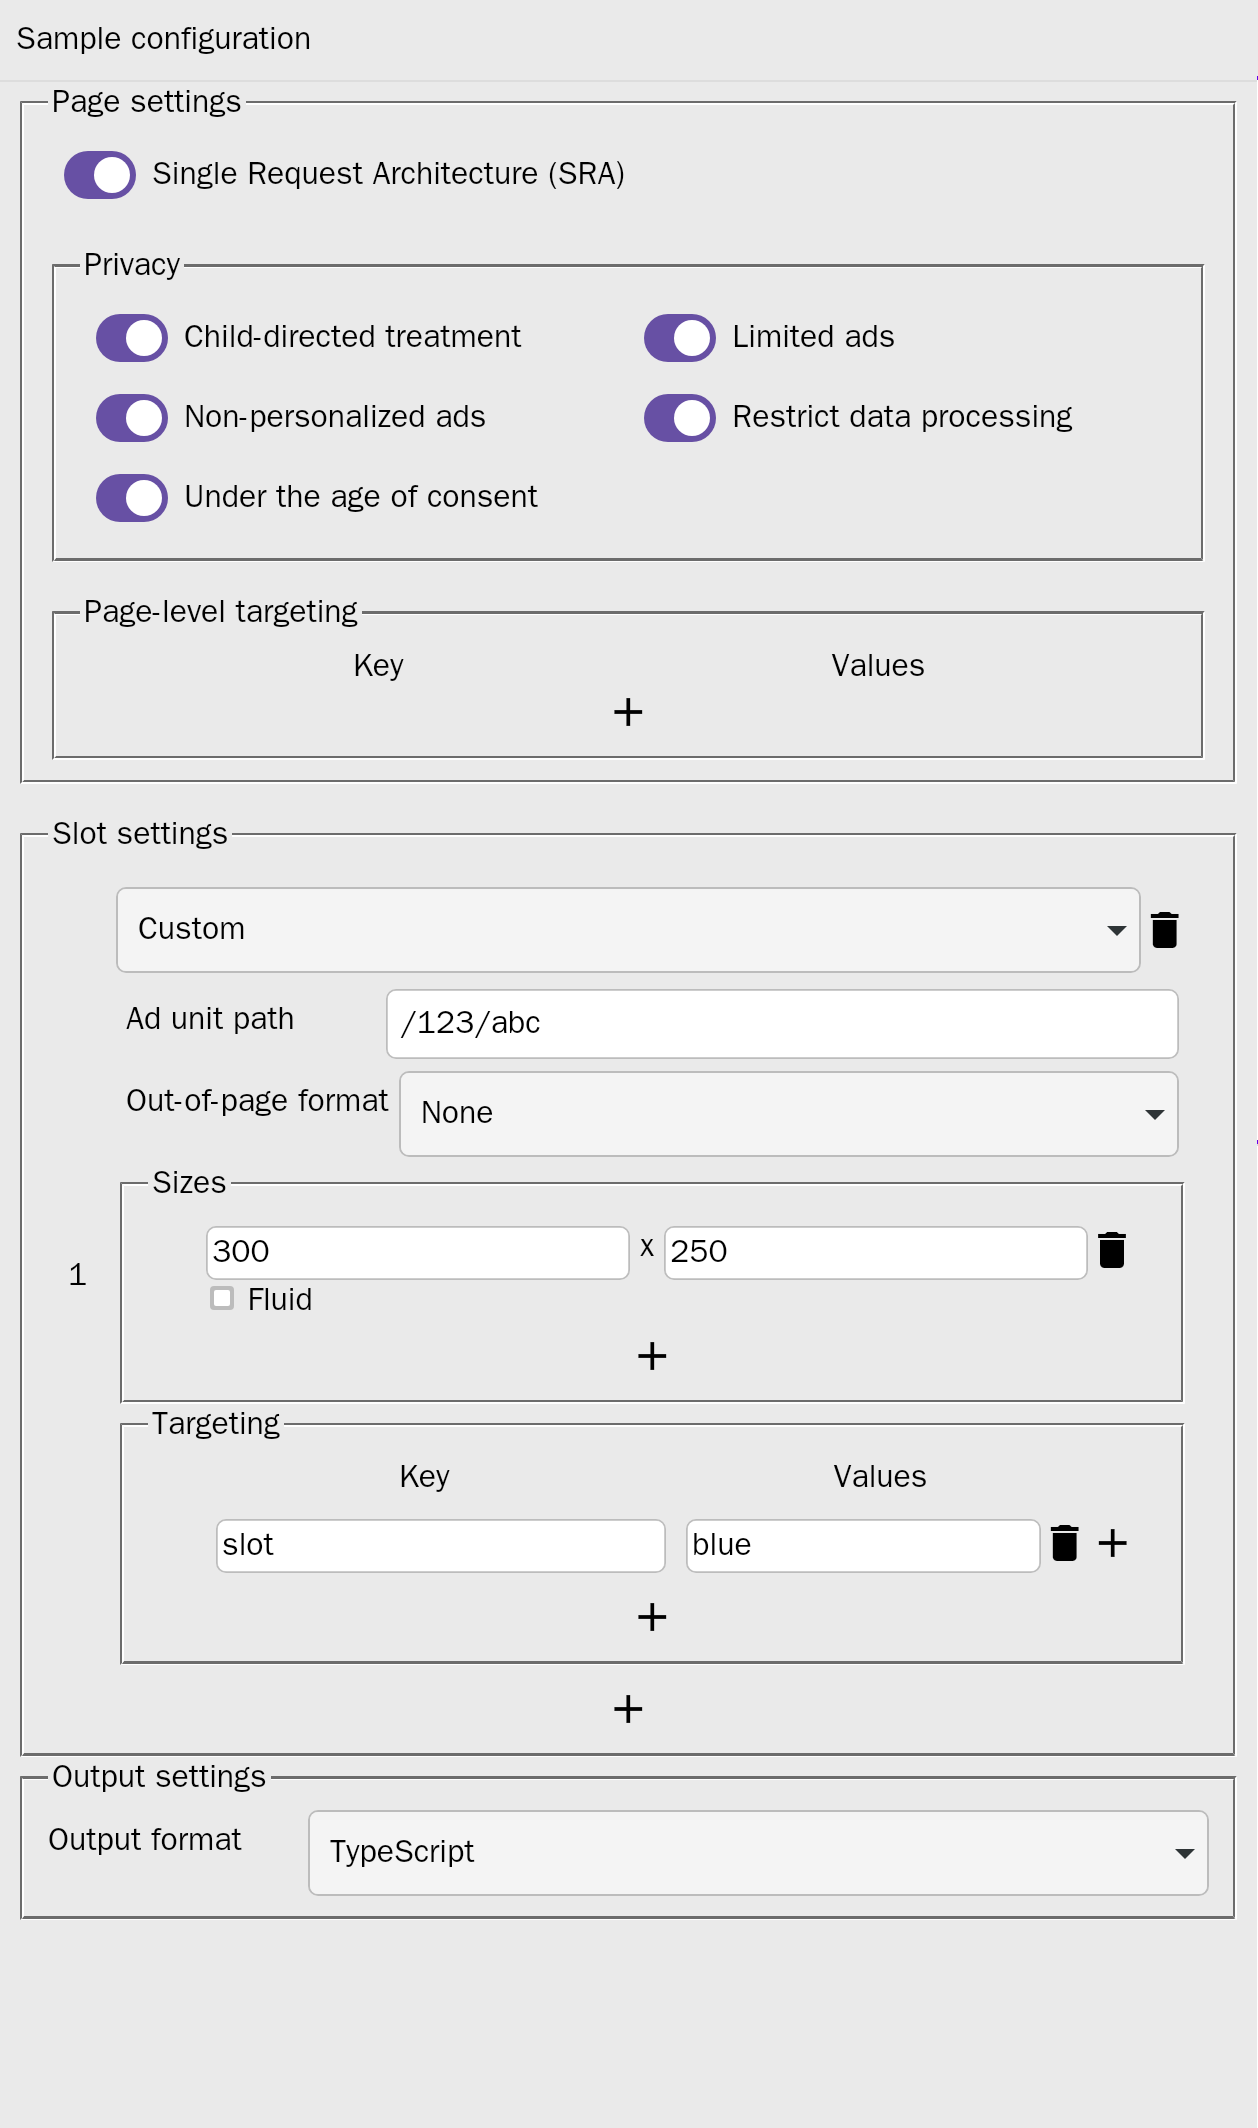 Sample configuration
Page settings
Single Request Architecture (SRA)
Privacy
Child-directed treatment
Limited ads
Non-personalized ads
Restrict data processing
Under the age of consent
Page-level targeting
Key
Values
Slot settings
Custom
Ad unit path
/123/abc
Out-of-page format
None
Sizes
1
300
x
250
Fluid
Targeting
Key
Values
slot
blue
Output settings
Output format
TypeScript